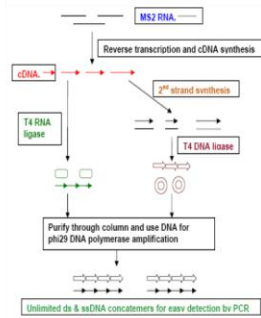 MS2 RNA.
Reverse transcription and cDNA synthesis
cDNA.
2nd strand synthesis
T4 RNA
ligase
T4 DNA ligase
Purify through column and use DNA for
phi29 DNA polymerase amplification
Unlimited ds & ssDNA concatemers for easy detection by PCR